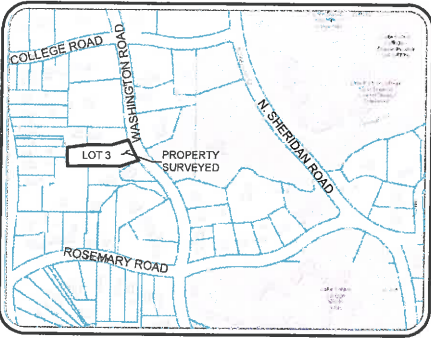 COLLEGE ROAD
WASHINGTON ROAD
N. SHERIDAN ROAD
LOT 3
PROPERTY
SURVEYED
ROSEMARY ROAD